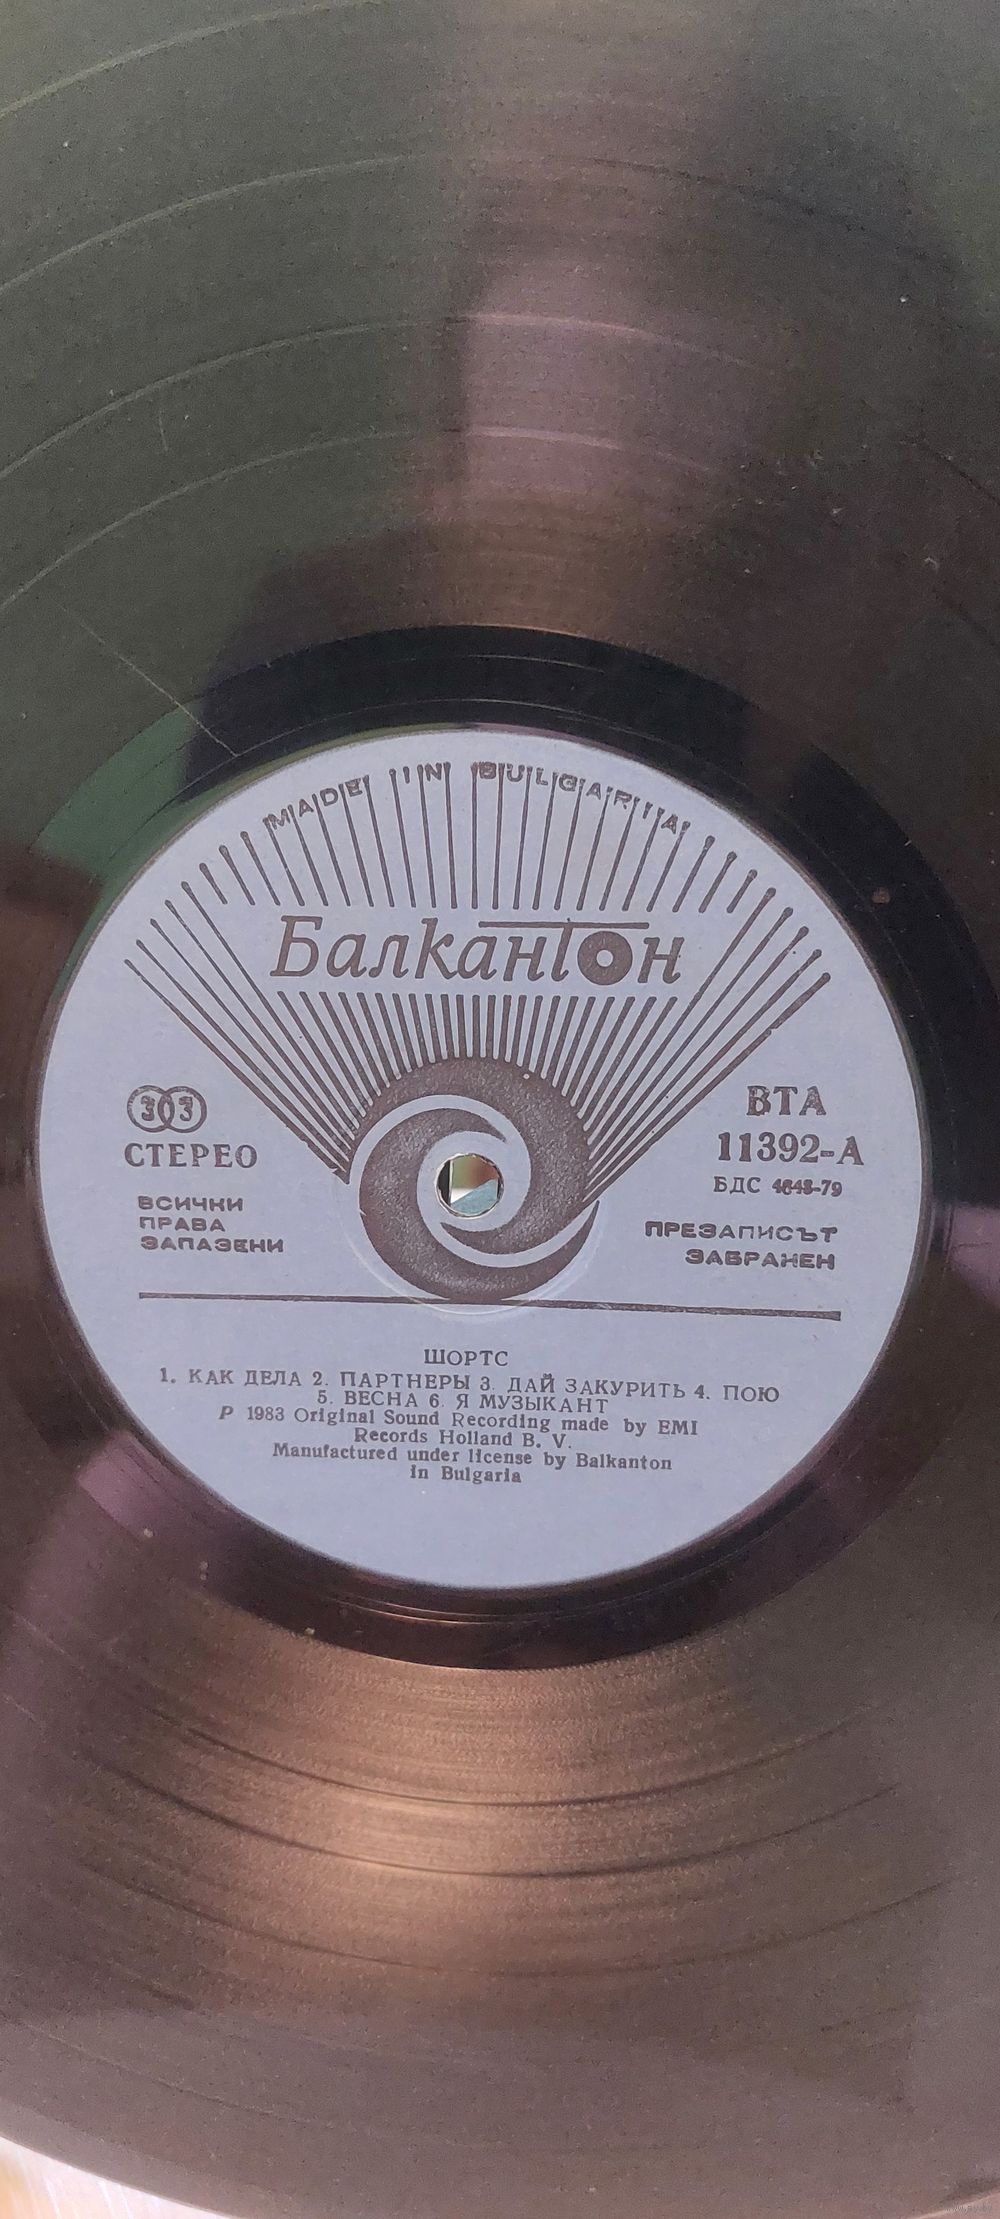 MADE IN BULGARIA
Балкантон
33
СТЕРЕО
ВСИЧКИ
ПРАВА
ЗАПАЗЕНИ
ВТА
11392-А
БДС 4848-79
ПРЕЗАПИСЪТ
ЗАБРАНЕН
ШОРТС
1. КАК ДЕЛА 2. ПАРТНЕРЫ 3. ДАЙ ЗАКУРИТЬ 4. ПОЮ
5. ВЕСНА 6. Я МУЗЫКАНТ
P 1983 Original Sound Recording made by EMI
Records Holland B. V.
Manufactured under license by Balkanton
in Bulgaria